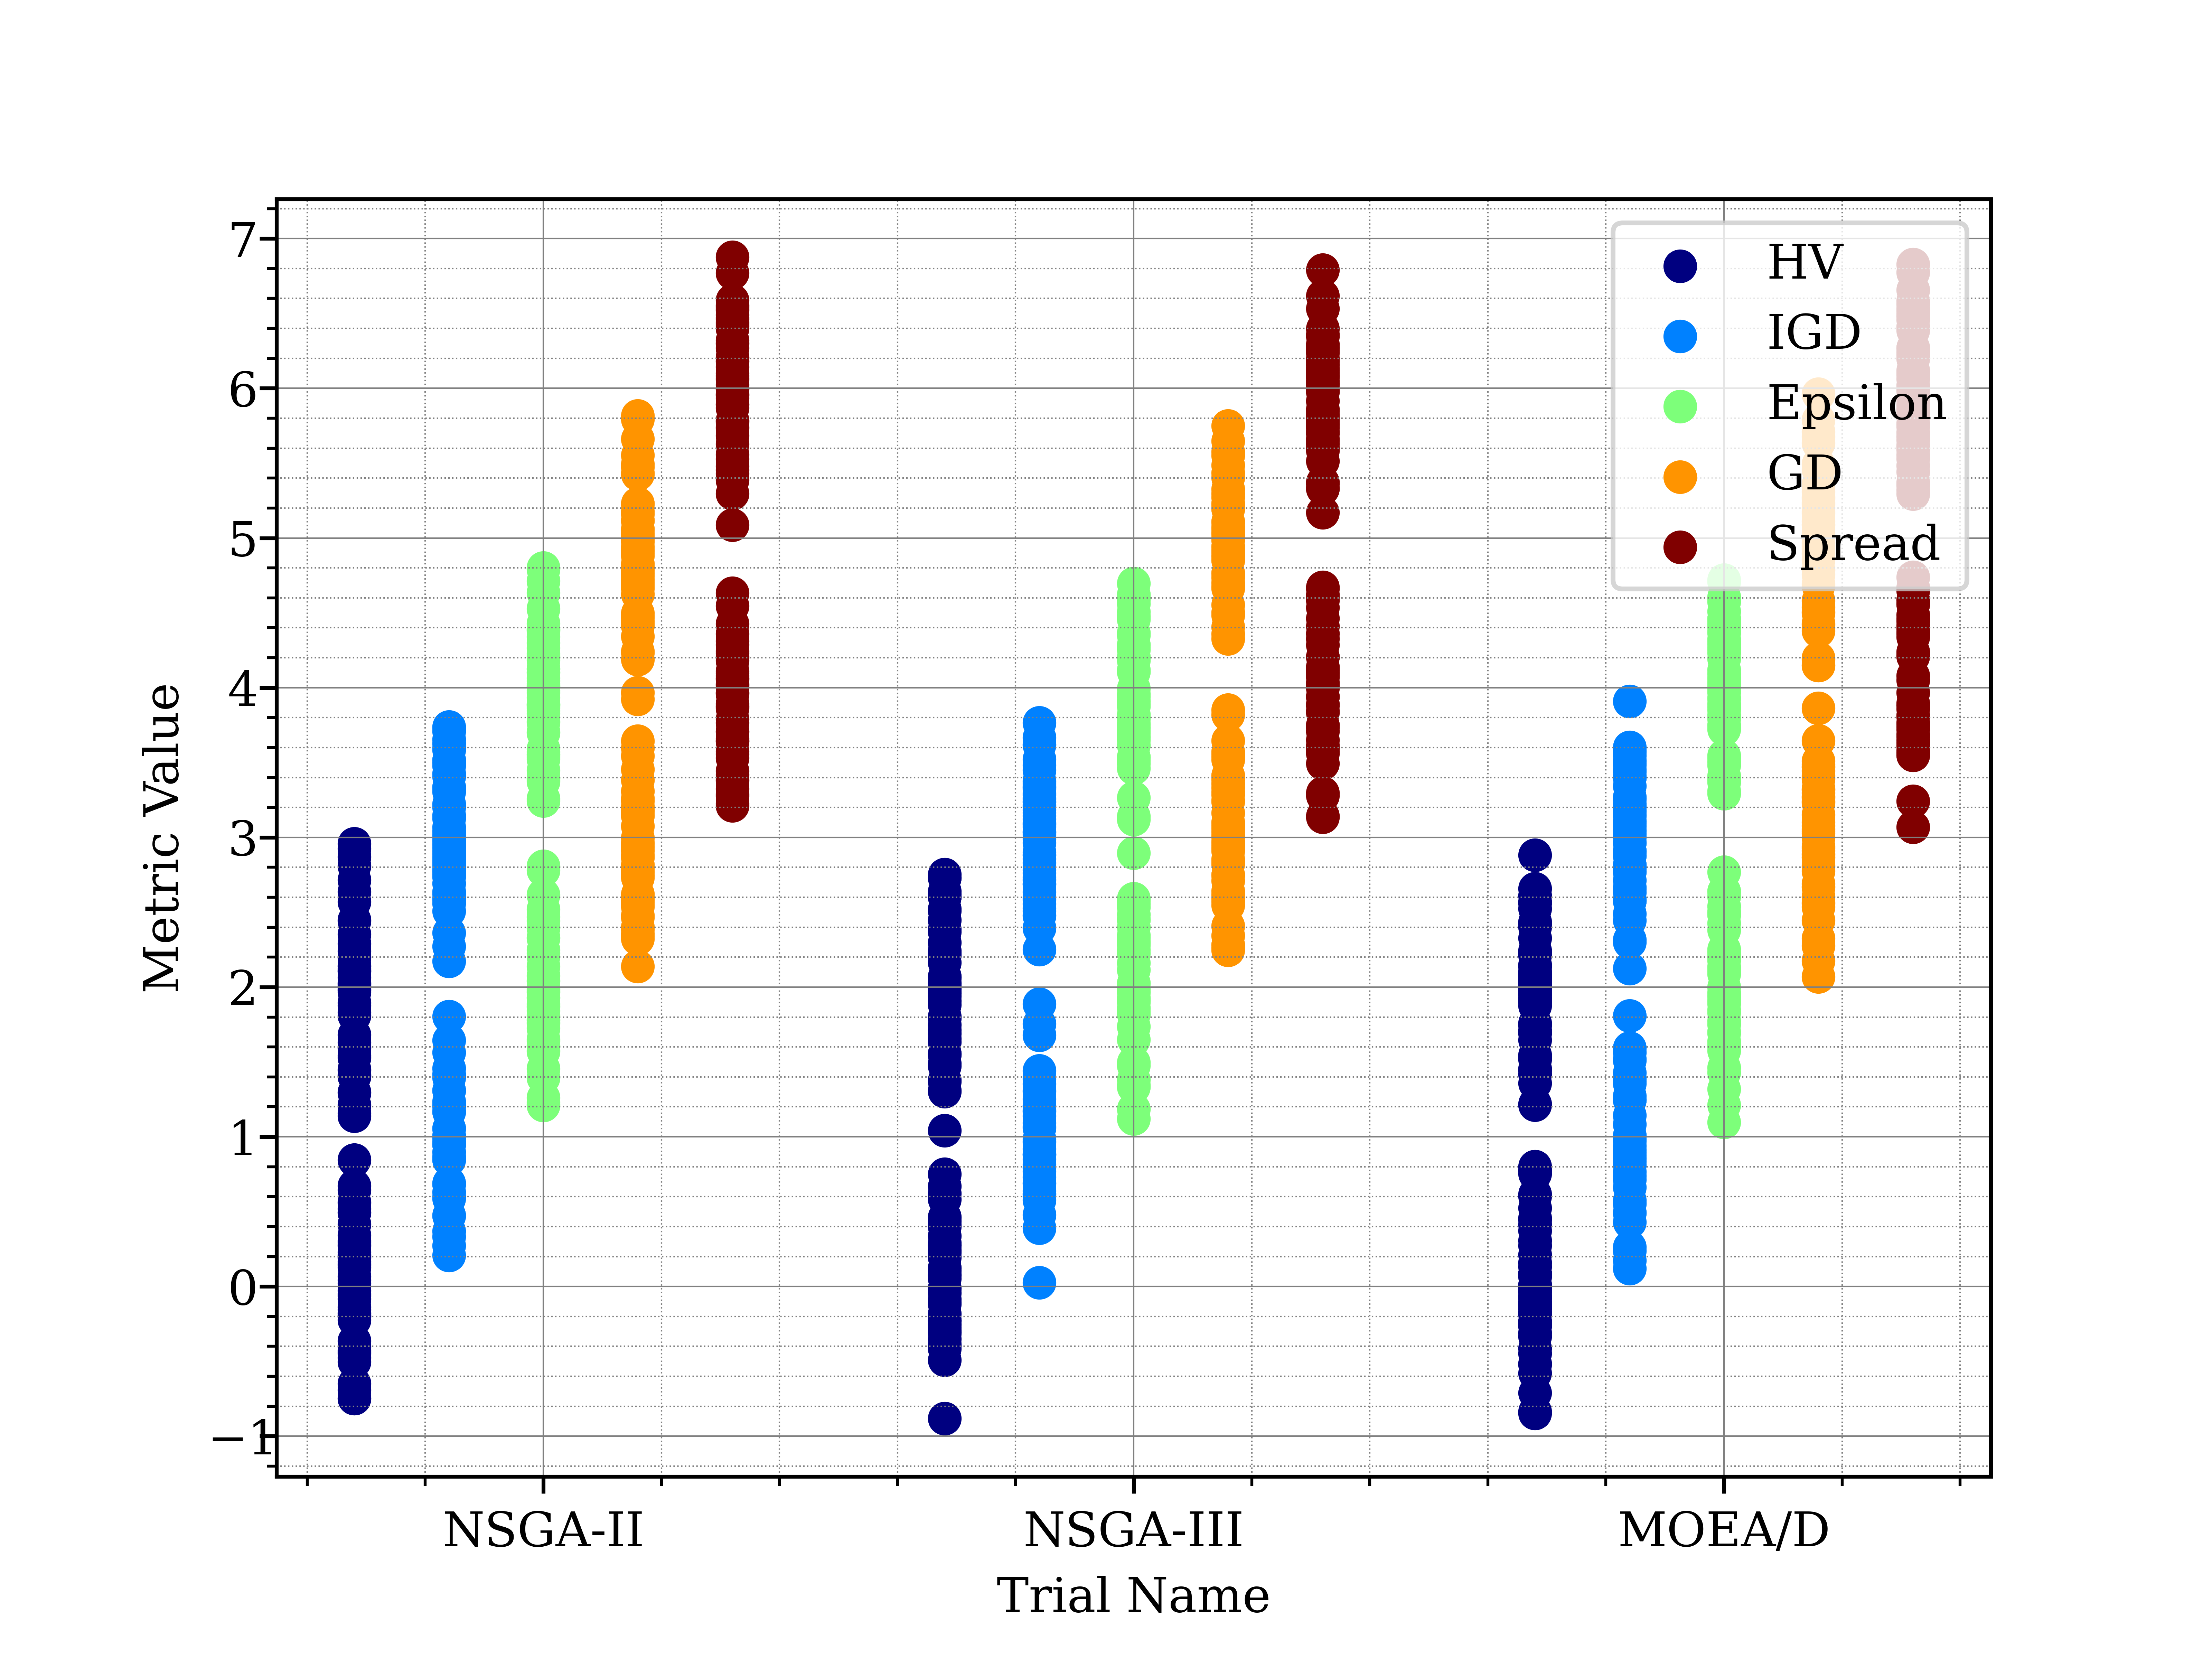 7
6
5
4
3
2
1
0
−1
Metric Value
HV
IGD
Epsilon
GD
Spread
NSGA-II NSGA-III MOEA/D
Trial Name